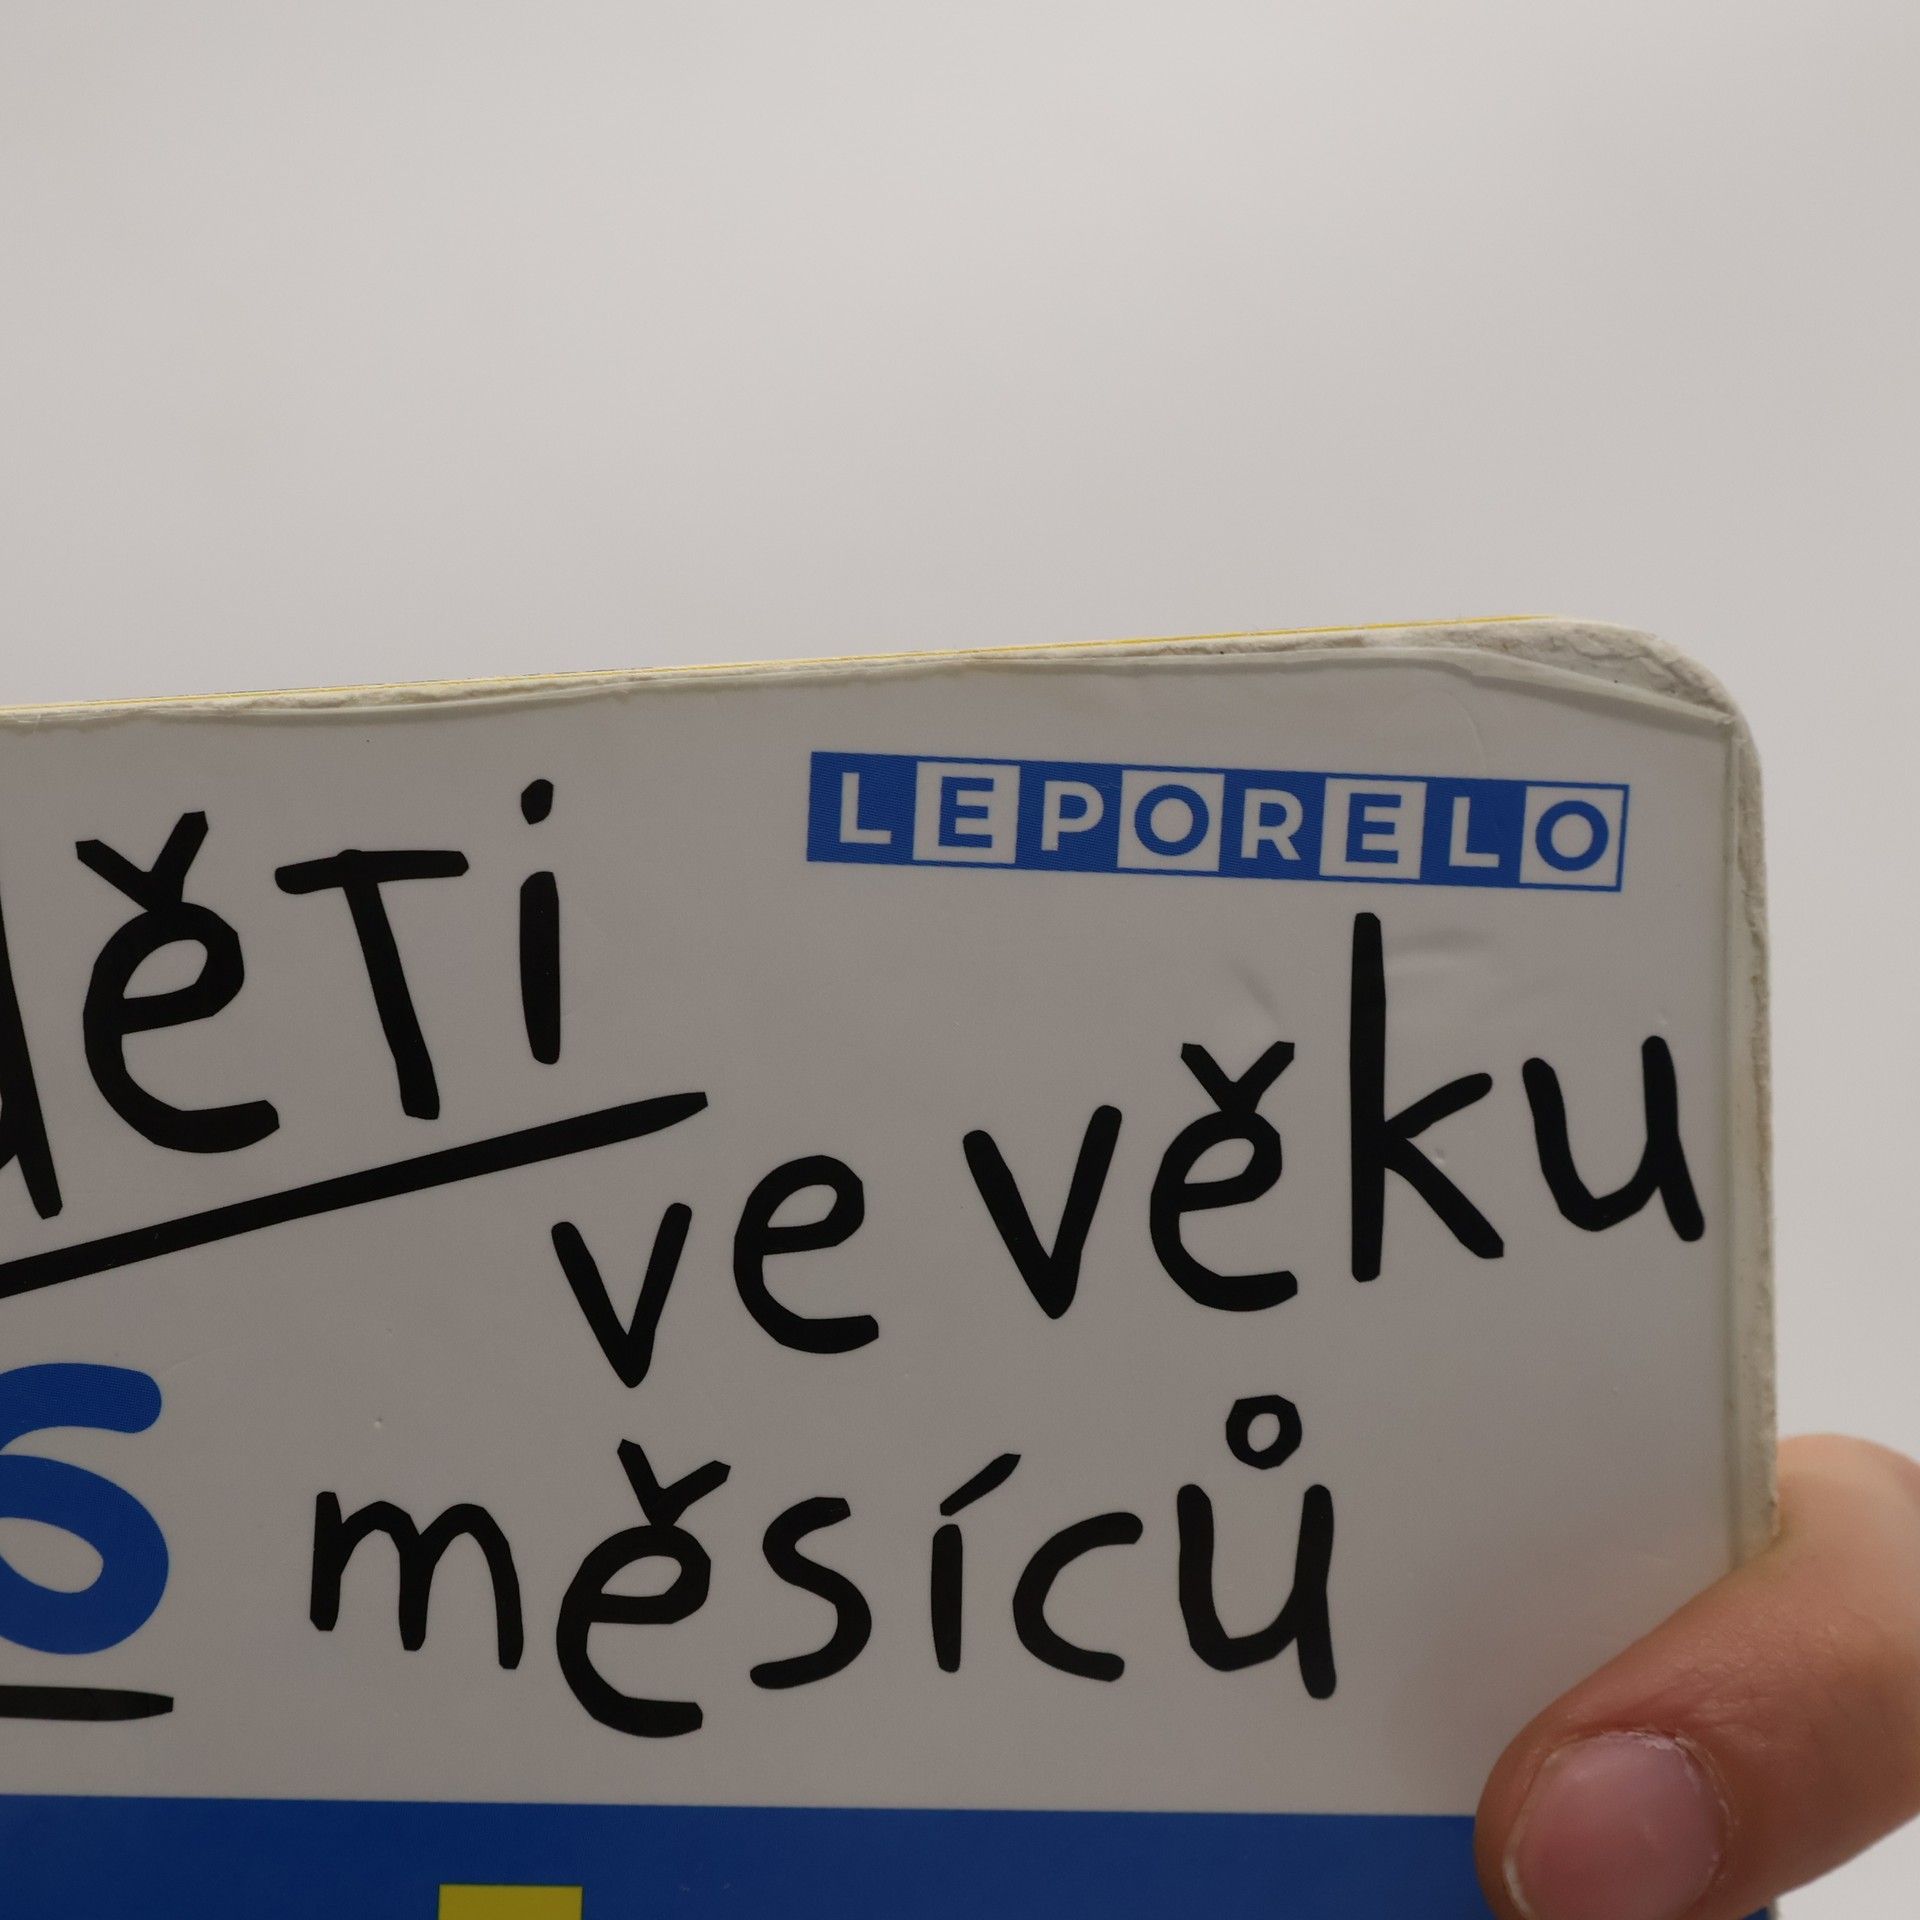 LEPORELO
děti
ve věku
6 měsíců